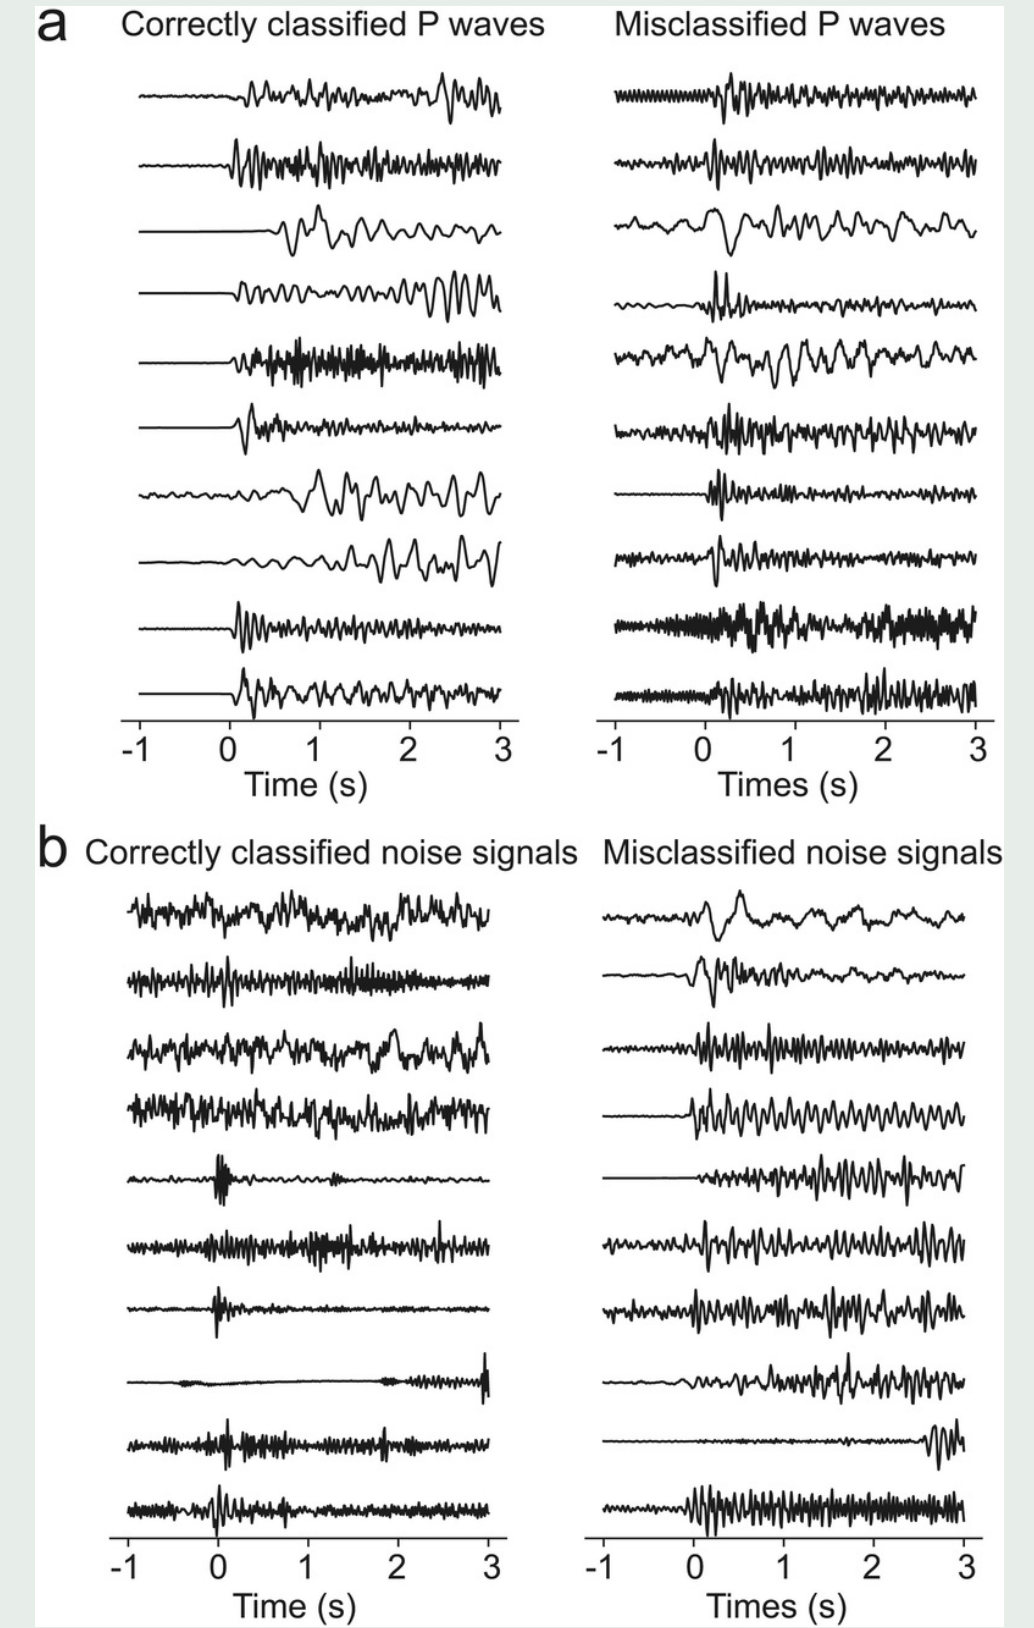 a
Correctly classified P waves
Misclassified P waves
-1 0 1 2 3
Time (s)
-1 0 1 2 3
Times (s)
b
Correctly classified noise signals
Misclassified noise signals
-1 0 1 2 3
Time (s)
-1 0 1 2 3
Times (s)